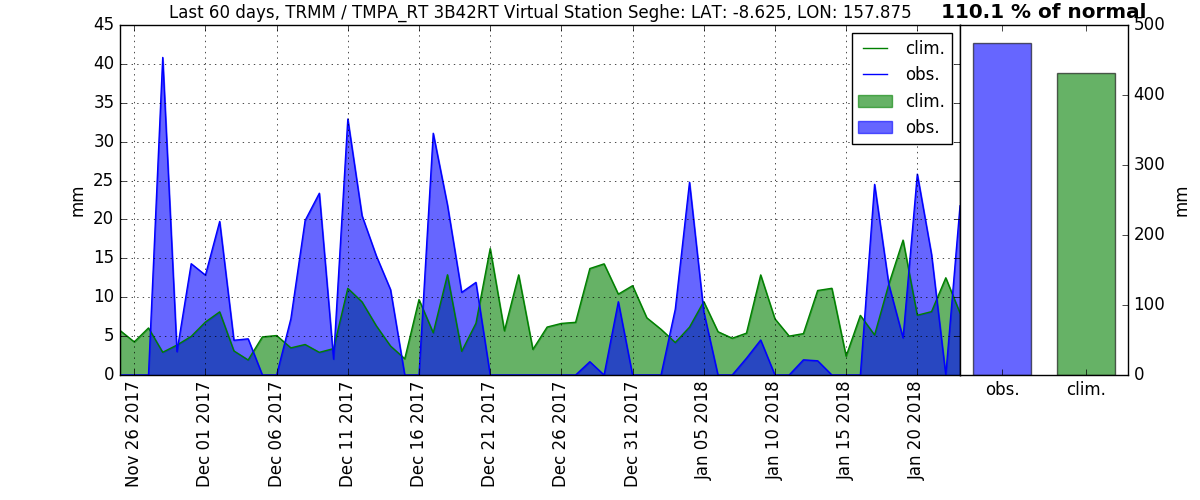 Last 60 days, TRMM / TMPA_RT 3B42RT Virtual Station Seghe: LAT: -8.625, LON: 157.875
110.1 % of normal
45
40
35
30
25
20
15
10
5
0
mm
clim.
obs.
clim.
obs.
500
400
300
200
100
0
mm
obs.
clim.
Nov 26 2017
Dec 01 2017
Dec 06 2017
Dec 11 2017
Dec 16 2017
Dec 21 2017
Dec 26 2017
Dec 31 2017
Jan 05 2018
Jan 10 2018
Jan 15 2018
Jan 20 2018